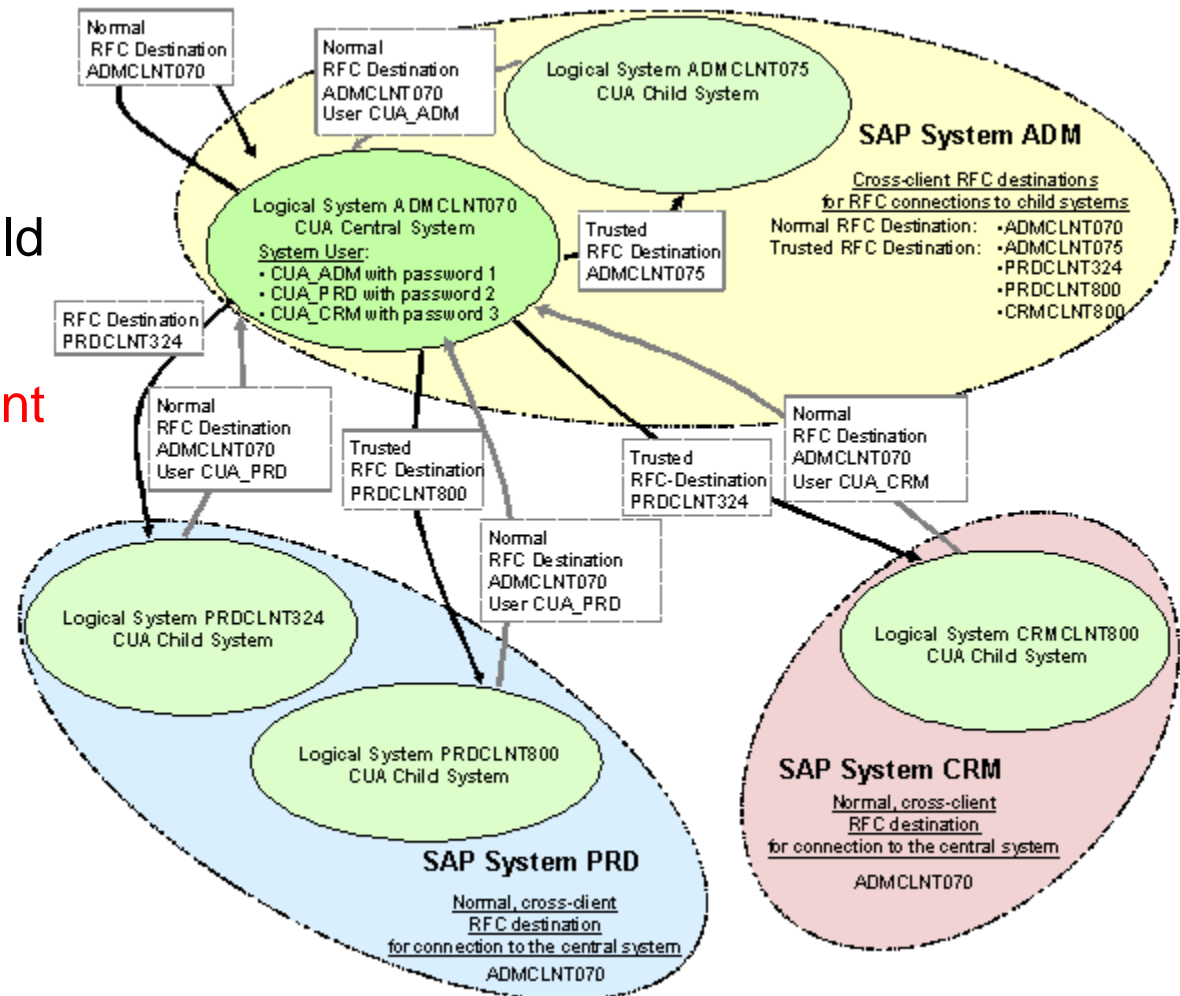 Normal
RFC Destination
ADMCLNT070
Normal
RFC Destination
ADMCLNT070
User CUA_ADM
Logical System ADMCLNT075
CUA Child System
SAP System ADM
Cross-client RFC destinations
for RFC connections to child systems
Normal RFC Destination: •ADMCLNT070
Trusted RFC Destination: •ADMCLNT075
•PRDCLNT324
•PRDCLNT800
•CRMCLNT800
Logical System ADMCLNT070
CUA Central System
System User:
• CUA_ADM with password 1
• CUA_PRD with password 2
• CUA_CRM with password 3
Trusted
RFC Destination
ADMCLNT075
ld
nt
RFC Destination
PRDCLNT324
Normal
RFC Destination
ADMCLNT070
User CUA_PRD
Trusted
RFC Destination
PRDCLNT800
Normal
RFC Destination
ADMCLNT070
User CUA_PRD
Trusted
RFC-Destination
PRDCLNT324
Normal
RFC Destination
ADMCLNT070
User CUA_CRM
Logical System PRDCLNT324
CUA Child System
Logical System PRDCLNT800
CUA Child System
SAP System PRD
Normal, cross-client
RFC destination
for connection to the central system
ADMCLNT070
Logical System CRMCLNT800
CUA Child System
SAP System CRM
Normal, cross-client
RFC destination
for connection to the central system
ADMCLNT070